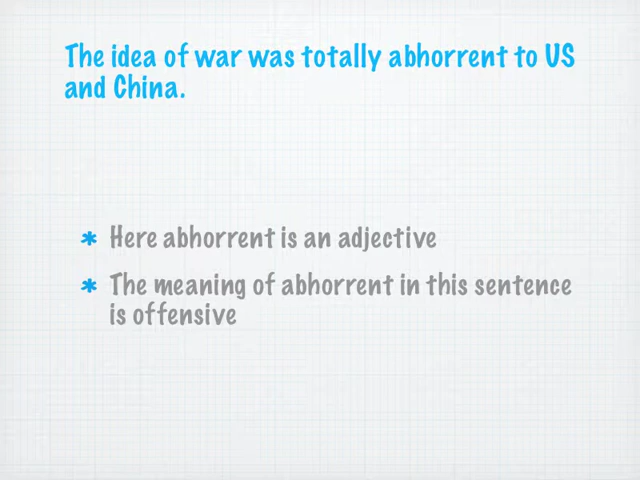 The idea of war was totally abhorrent to US
and China.
Here abhorrent is an adjective
The meaning of abhorrent in this sentence
is offensive